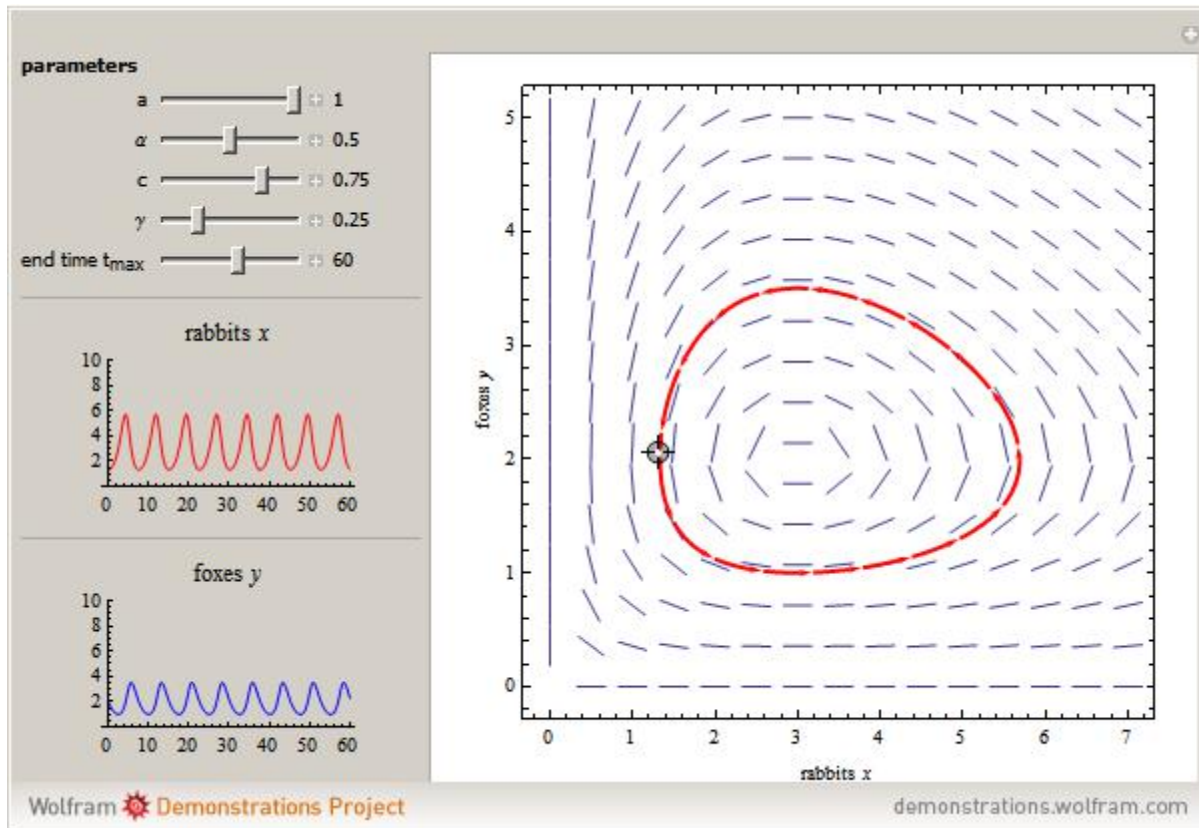 parameters
a 1
α 0.5
c 0.75
γ 0.25
end time tmax 60
rabbits x
10
8
6
4
2
0 10 20 30 40 50 60
foxes y
10
8
6
4
2
0 10 20 30 40 50 60
foxes y
5
4
3
2
1
0
0 1 2 3 4 5 6 7
rabbits x
Wolfram Demonstrations Project
demonstrations.wolfram.com